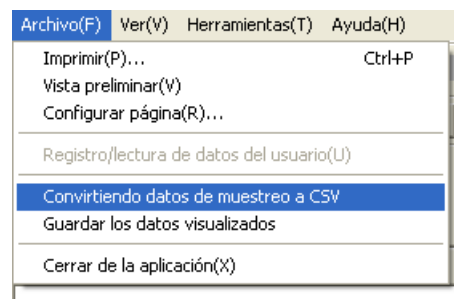 Archivo(F) Ver(V) Herramientas(T) Ayuda(H)
Imprimir(P)... Ctrl+P
Vista preliminar(V)
Configurar página(R)...
Registro/lectura de datos del usuario(U)
Convirtiendo datos de muestreo a CSV
Guardar los datos visualizados
Cerrar de la aplicación(X)